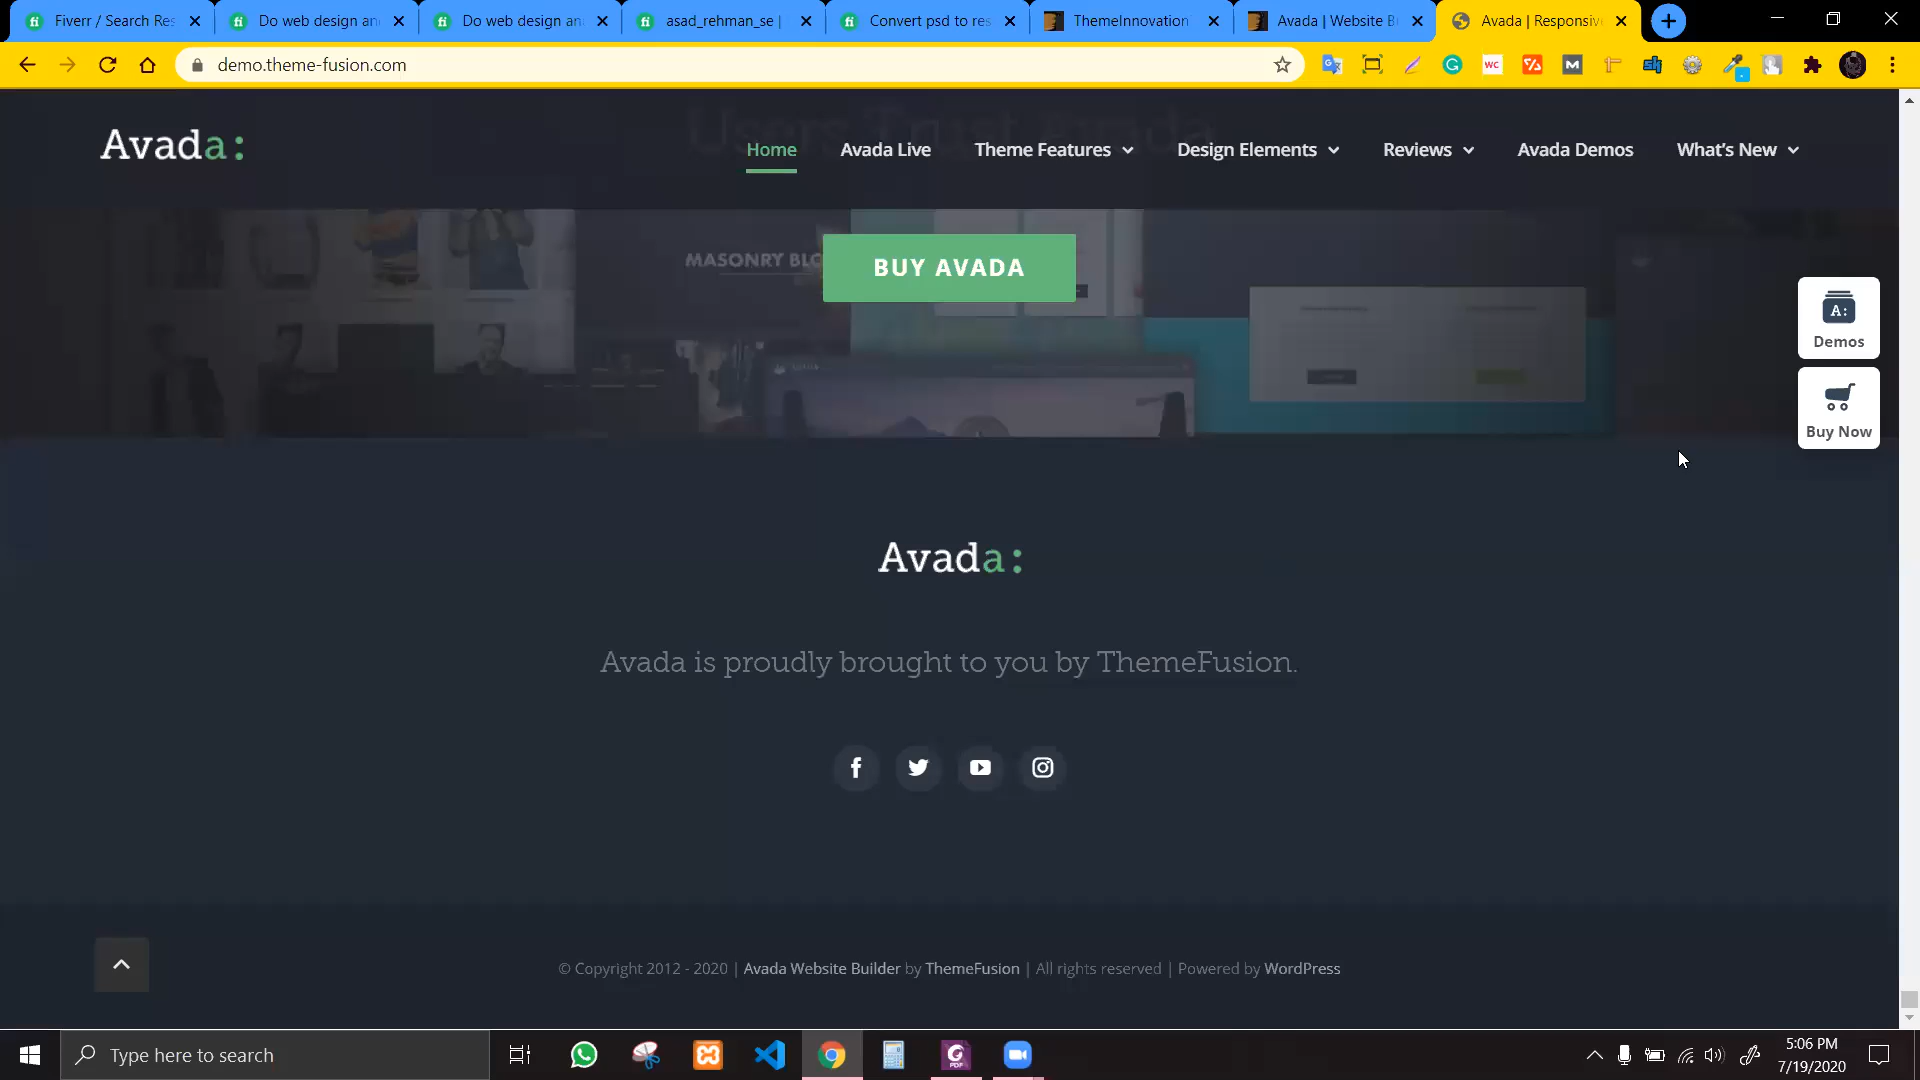 Fiverr / Search Res
Do web design an
Do web design an
asad_rehman_se |
Convert psd to res
ThemeInnovation
Avada | Website B
Avada | Responsiv
demo.theme-fusion.com
Users Trust Avada
Avada:
Home
Avada Live
Theme Features
Design Elements
Reviews
Avada Demos
What's New
MASONRY BLO
BUY AVADA
A:
Demos
Buy Now
Avada:
Avada is proudly brought to you by ThemeFusion.
© Copyright 2012 - 2020 | Avada Website Builder by ThemeFusion | All rights reserved | Powered by WordPress
Type here to search
5:06 PM
7/19/2020